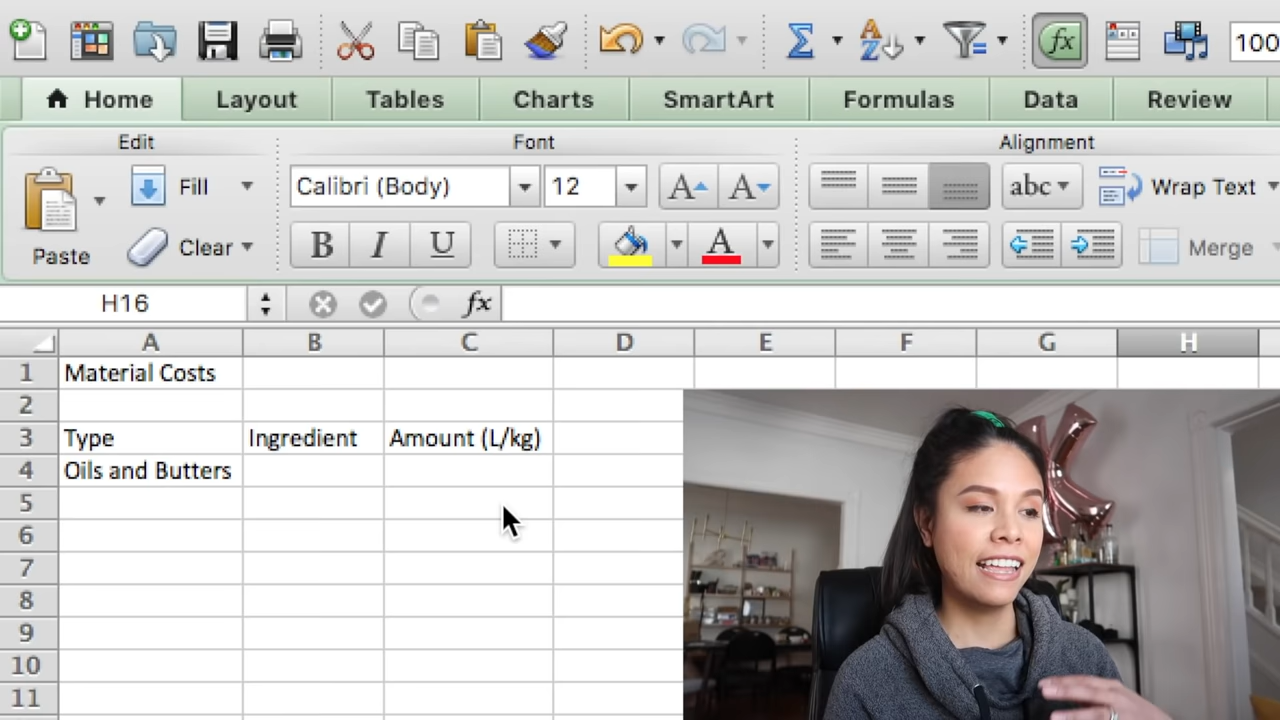 100
Home Layout Tables Charts SmartArt Formulas Data Review
Edit Font Alignment
Fill Calibri (Body) 12 A A abc Wrap Text
Paste Clear B I U A Merge
H16 fx
A B C D E F G H
1 Material Costs
2
3 Type Ingredient Amount (L/kg)
4 Oils and Butters
5
6
7
8
9
10
11